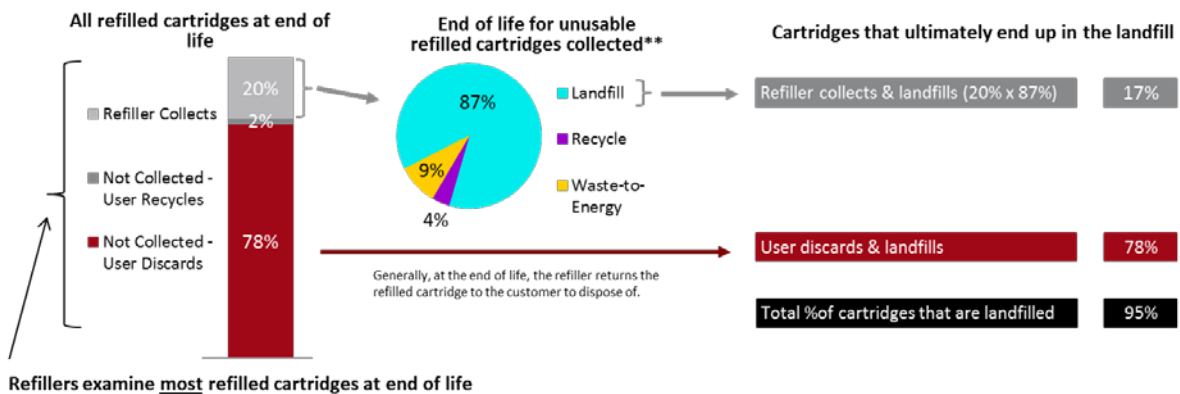 All refilled cartridges at end of
life
20%
2%
78%
Refiller Collects
Not Collected -
User Recycles
Not Collected -
User Discards
End of life for unusable
refilled cartridges collected**
87%
9%
4%
Landfill
Recycle
Waste-to-
Energy
Generally, at the end of life, the refiller returns the
refilled cartridge to the customer to dispose of.
Cartridges that ultimately end up in the landfill
Refiller collects & landfills (20% x 87%)
17%
User discards & landfills
78%
Total %of cartridges that are landfilled
95%
Refillers examine most refilled cartridges at end of life